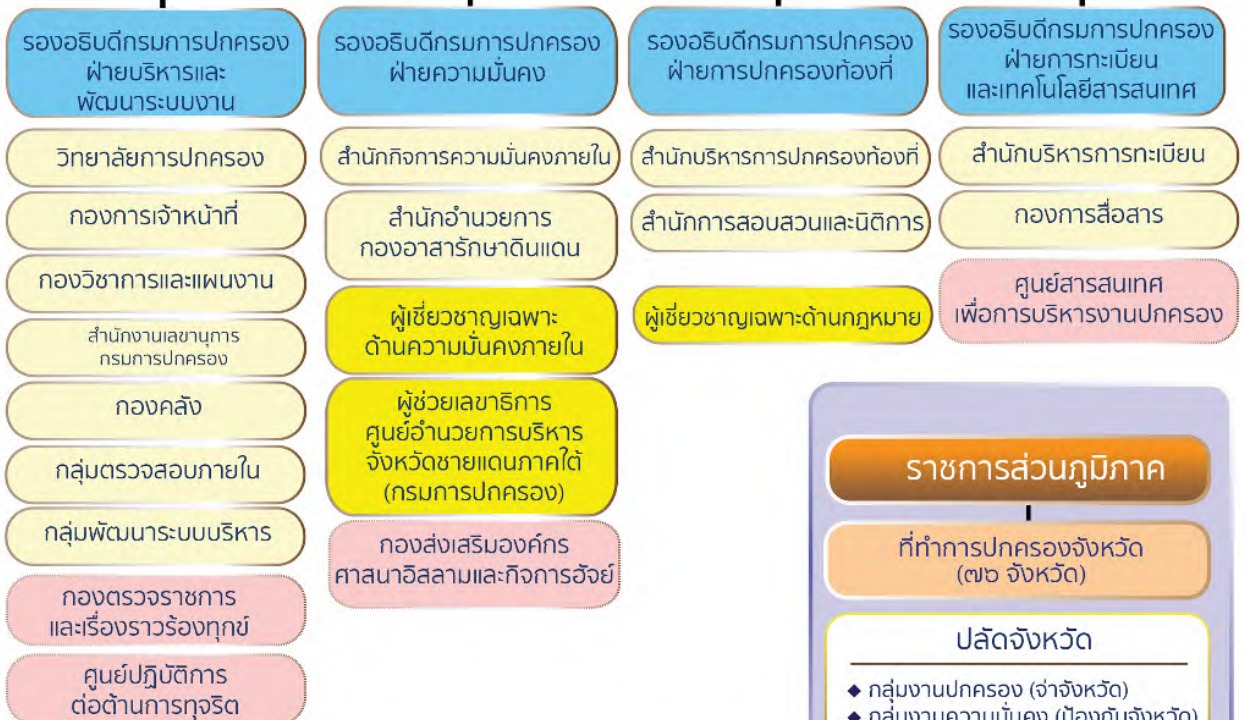 รองอธิบดีกรมการปกครอง
ฝ่ายบริหารและ
พัฒนาระบบงาน
วิทยาลัยการปกครอง
กองการเจ้าหน้าที่
กองวิชาการและแผนงาน
สำนักงานเลขานุการ
กรมการปกครอง
กองคลัง
กลุ่มตรวจสอบภายใน
กลุ่มพัฒนาระบบบริหาร
กองตรวจราชการ
และเรื่องราวร้องทุกข์
ศูนย์ปฏิบัติการ
ต่อต้านการทุจริต
รองอธิบดีกรมการปกครอง
ฝ่ายความมั่นคง
สำนักกิจการความมั่นคงภายใน
สำนักอำนวยการ
กองอาสารักษาดินแดน
ผู้เชี่ยวชาญเฉพาะ
ด้านความมั่นคงภายใน
ผู้ช่วยเลขาธิการ
ศูนย์อำนวยการบริหาร
จังหวัดชายแดนภาคใต้
(กรมการปกครอง)
กองส่งเสริมองค์กร
ศาสนาอิสลามและกิจการฮัจย์
รองอธิบดีกรมการปกครอง
ฝ่ายการปกครองท้องที่
สำนักบริหารการปกครองท้องที่
สำนักการสอบสวนและนิติการ
ผู้เชี่ยวชาญเฉพาะด้านกฎหมาย
รองอธิบดีกรมการปกครอง
ฝ่ายการทะเบียน
และเทคโนโลยีสารสนเทศ
สำนักบริหารการทะเบียน
กองการสื่อสาร
ศูนย์สารสนเทศ
เพื่อการบริหารงานปกครอง
ราชการส่วนภูมิภาค
ที่ทำการปกครองจังหวัด
(๗๖ จังหวัด)
ปลัดจังหวัด
◆ กลุ่มงานปกครอง (จ่าจังหวัด)
◆ กลุ่มงานความมั่นคง (ป้องกันจังหวัด)